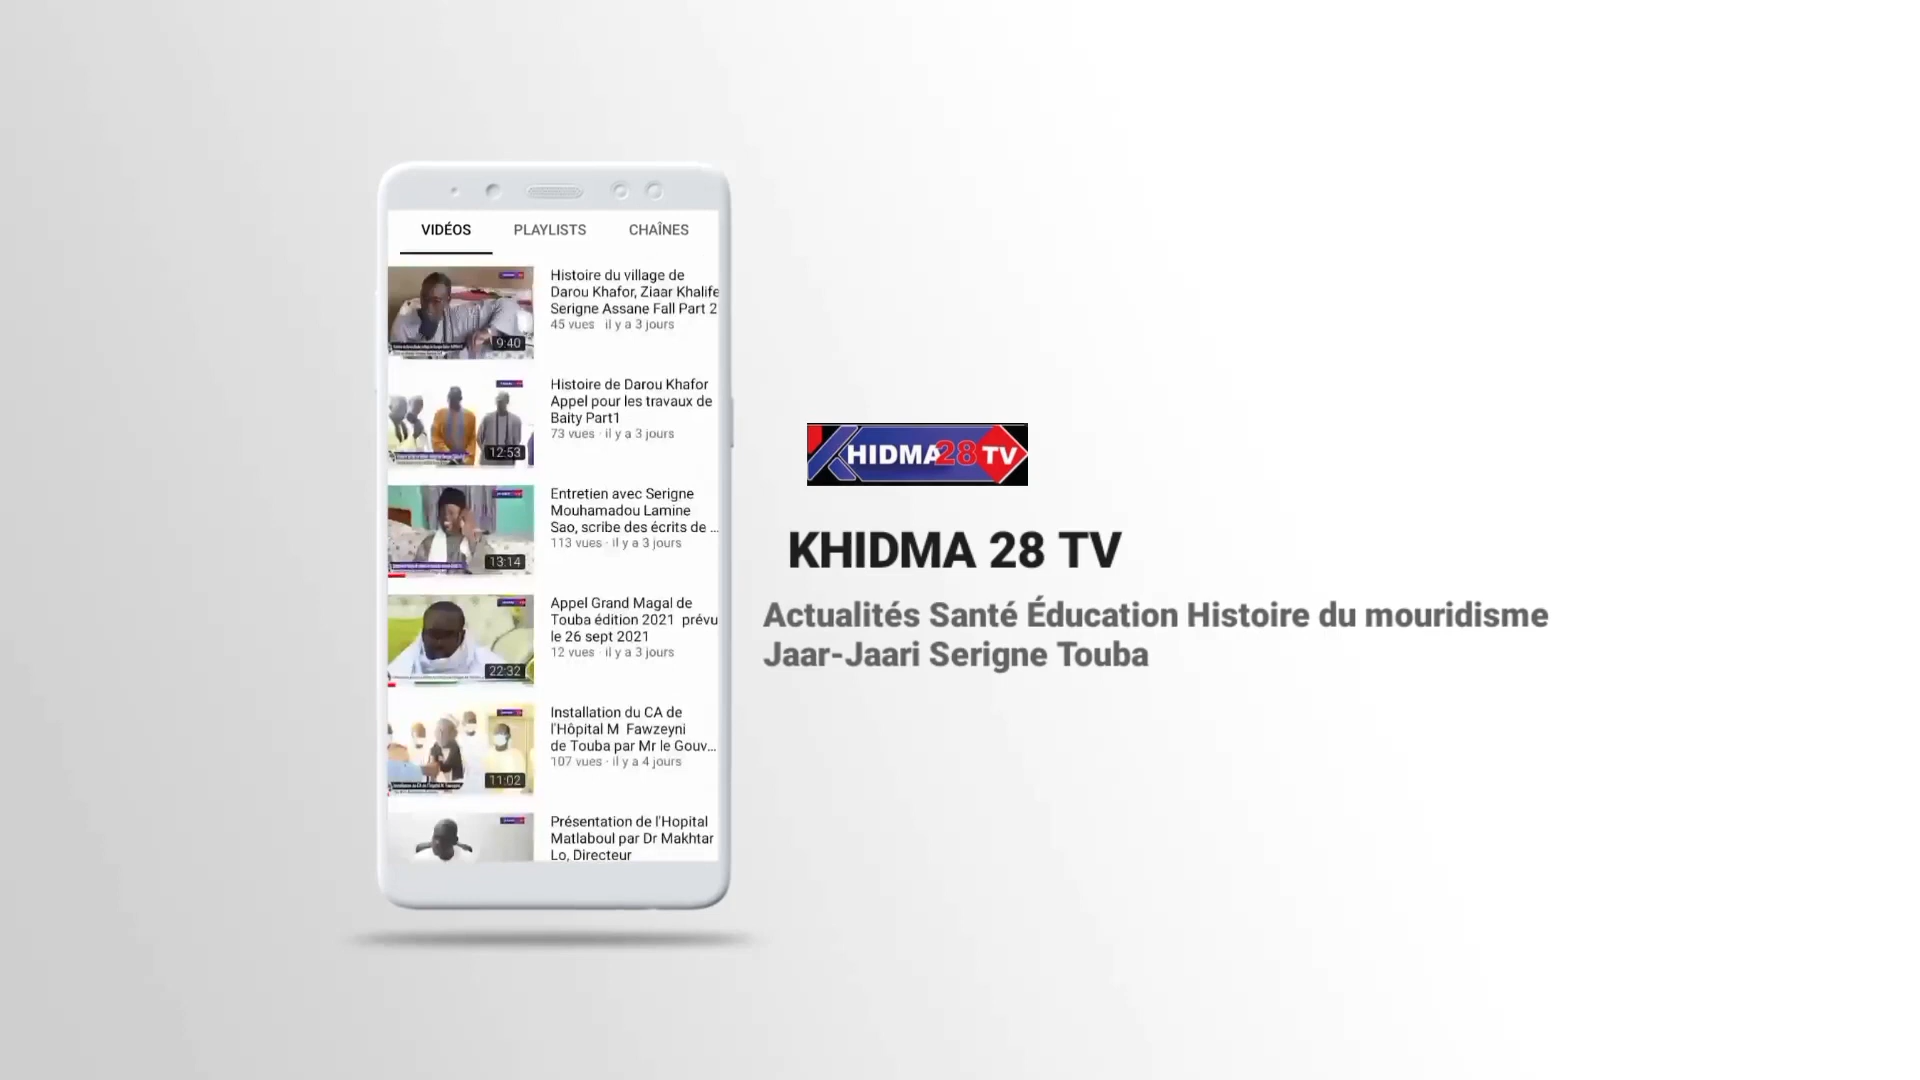 VIDÉOS PLAYLISTS CHAÎNES
Histoire du village de
Darou Khafor, Ziaar Khalife
Serigne Assane Fall Part 2
45 vues · il y a 3 jours
9:40
Histoire de Darou Khafor
Appel pour les travaux de
Baity Part1
73 vues · il y a 3 jours
12:53
Entretien avec Serigne
Mouhamadou Lamine
Sao, scribe des écrits de ...
113 vues · il y a 3 jours
13:14
Appel Grand Magal de
Touba édition 2021 prévu
le 26 sept 2021
12 vues · il y a 3 jours
22:32
Installation du CA de
l'Hôpital M Fawzeyni
de Touba par Mr le Gouv...
107 vues · il y a 4 jours
11:02
Présentation de l'Hopital
Matlaboul par Dr Makhtar
Lo, Directeur
KHIDMA 28 TV
KHIDMA 28 TV
Actualités Santé Éducation Histoire du mouridisme
Jaar-Jaari Serigne Touba